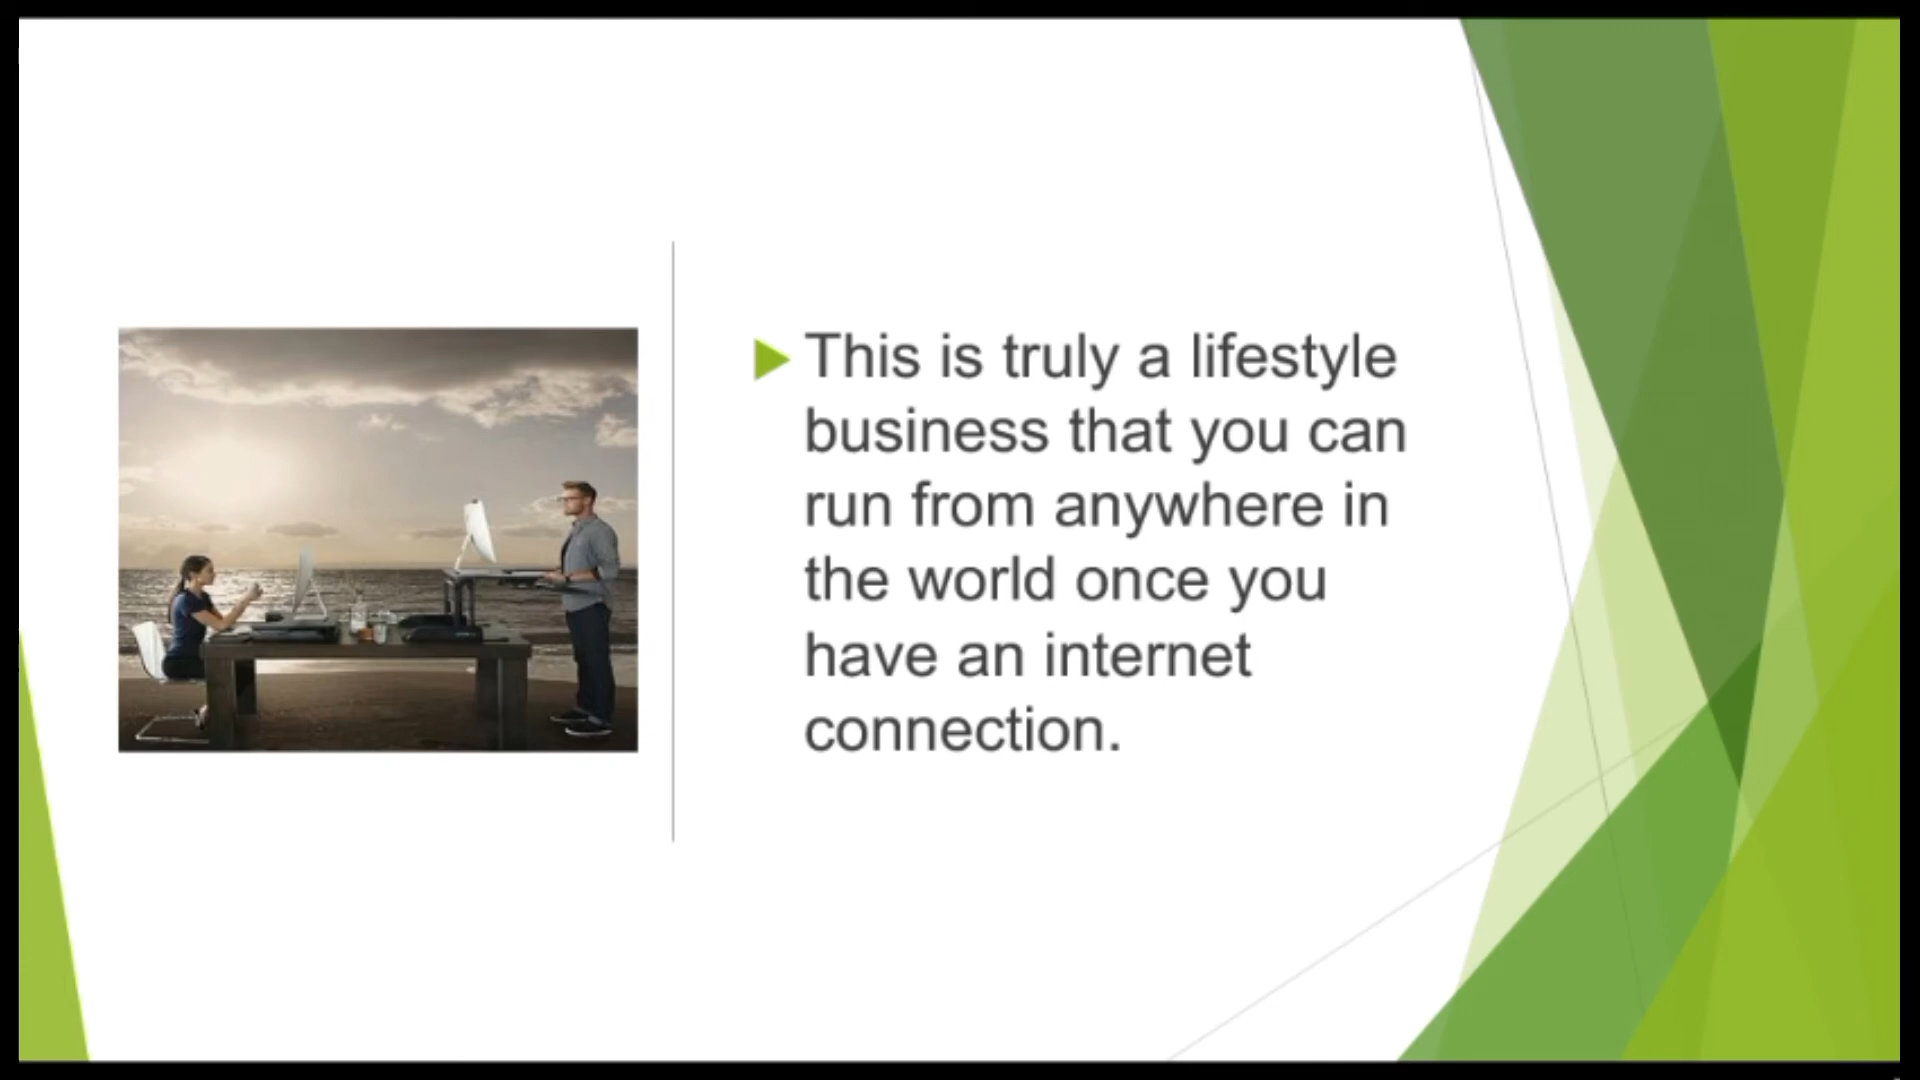 This is truly a lifestyle
business that you can
run from anywhere in
the world once you
have an internet
connection.